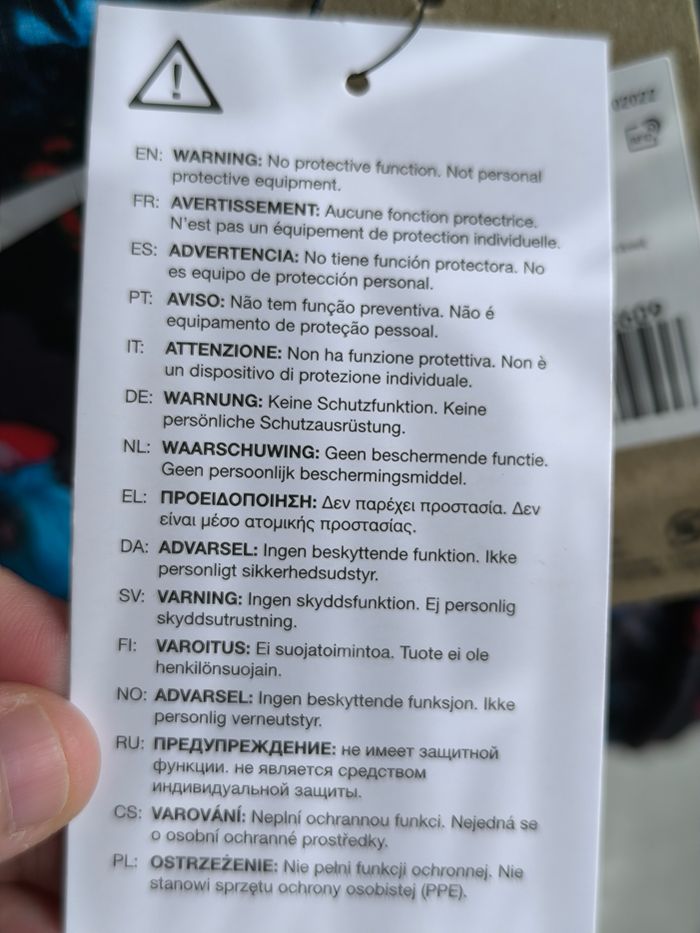 EN: WARNING: No protective function. Not personal
protective equipment.
FR: AVERTISSEMENT: Aucune fonction protectrice.
N'est pas un équipement de protection individuelle.
ES: ADVERTENCIA: No tiene función protectora. No
es equipo de protección personal.
PT: AVISO: Não tem função preventiva. Não é
equipamento de proteção pessoal.
IT: ATTENZIONE: Non ha funzione protettiva. Non è
un dispositivo di protezione individuale.
DE: WARNUNG: Keine Schutzfunktion. Keine
persönliche Schutzausrüstung.
NL: WAARSCHUWING: Geen beschermende functie.
Geen persoonlijk beschermingsmiddel.
EL: ΠΡΟΕΙΔΟΠΟΙΗΣΗ: Δεν παρέχει προστασία. Δεν
είναι μέσο ατομικής προστασίας.
DA: ADVARSEL: Ingen beskyttende funktion. Ikke
personligt sikkerhedsudstyr.
SV: VARNING: Ingen skyddsfunktion. Ej personlig
skyddsutrustning.
FI: VAROITUS: Ei suojatoimintoa. Tuote ei ole
henkilönsuojain.
NO: ADVARSEL: Ingen beskyttende funksjon. Ikke
personlig verneutstyr.
RU: ПРЕДУПРЕЖДЕНИЕ: не имеет защитной
функции. не является средством
индивидуальной защиты.
CS: VAROVÁNÍ: Neplní ochrannou funkci. Nejedná se
o osobní ochranné prostředky.
PL: OSTRZEŻENIE: Nie pełni funkcji ochronnej. Nie
stanowi sprzętu ochrony osobistej (PPE).
02022